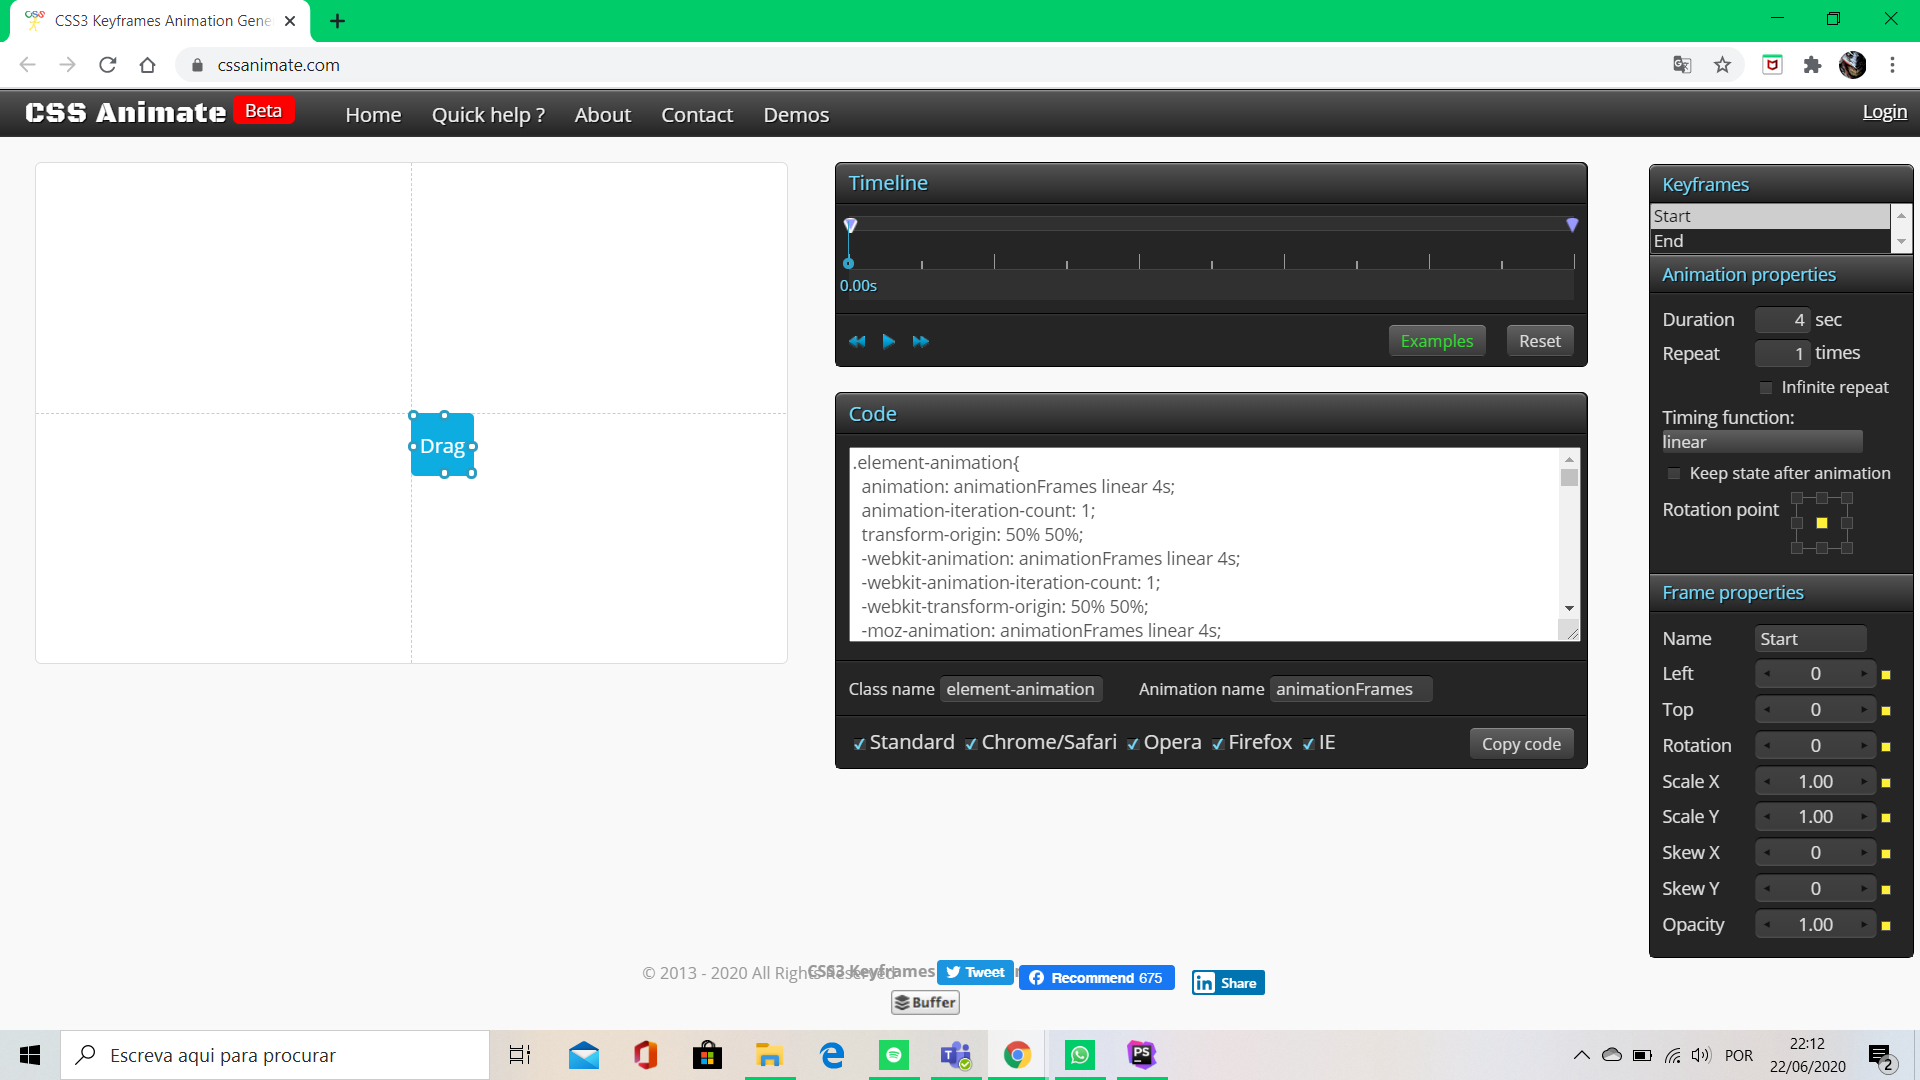 CSS3 Keyframes Animation Gene
cssanimate.com
CSS Animate Beta Home Quick help ? About Contact Demos Login
Timeline
0.00s
Examples Reset
Code
.element-animation{
animation: animationFrames linear 4s;
animation-iteration-count: 1;
transform-origin: 50% 50%;
-webkit-animation: animationFrames linear 4s;
-webkit-animation-iteration-count: 1;
-webkit-transform-origin: 50% 50%;
-moz-animation: animationFrames linear 4s;
Class name element-animation Animation name animationFrames
Standard Chrome/Safari Opera Firefox IE Copy code
Drag
Keyframes
Start
End
Animation properties
Duration 4 sec
Repeat 1 times
Infinite repeat
Timing function:
linear
Keep state after animation
Rotation point
Frame properties
Name Start
Left 0
Top 0
Rotation 0
Scale X 1.00
Scale Y 1.00
Skew X 0
Skew Y 0
Opacity 1.00
© 2013 - 2020 All Rights Reserved CSS3 Keyframes Tweet Recommend 675 in Share
Buffer
Escreva aqui para procurar
POR
22:12
22/06/2020
2